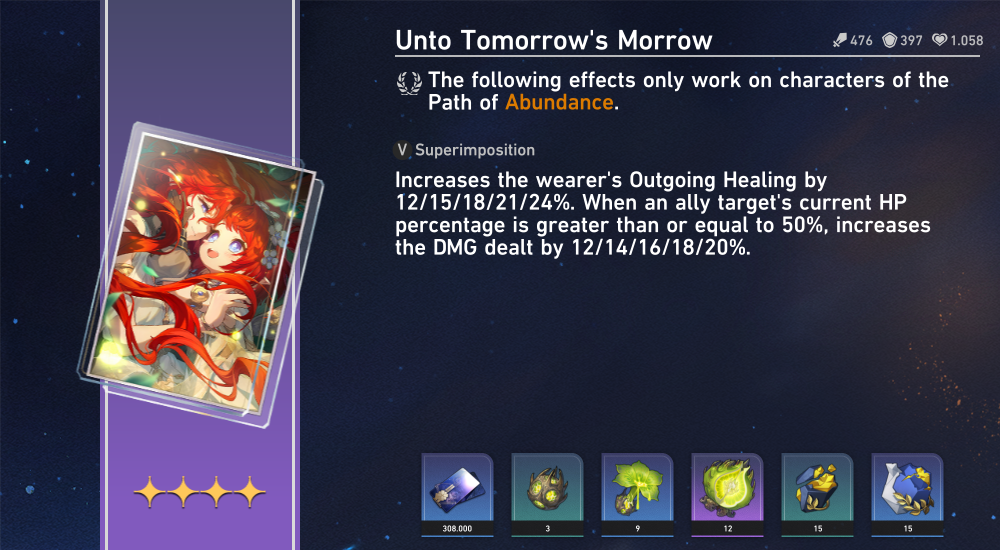 Unto Tomorrow's Morrow 476 397 1.058
The following effects only work on characters of the
Path of Abundance.
V Superimposition
Increases the wearer's Outgoing Healing by
12/15/18/21/24%. When an ally target's current HP
percentage is greater than or equal to 50%, increases
the DMG dealt by 12/14/16/18/20%.
308.000 3 9 12 15 15